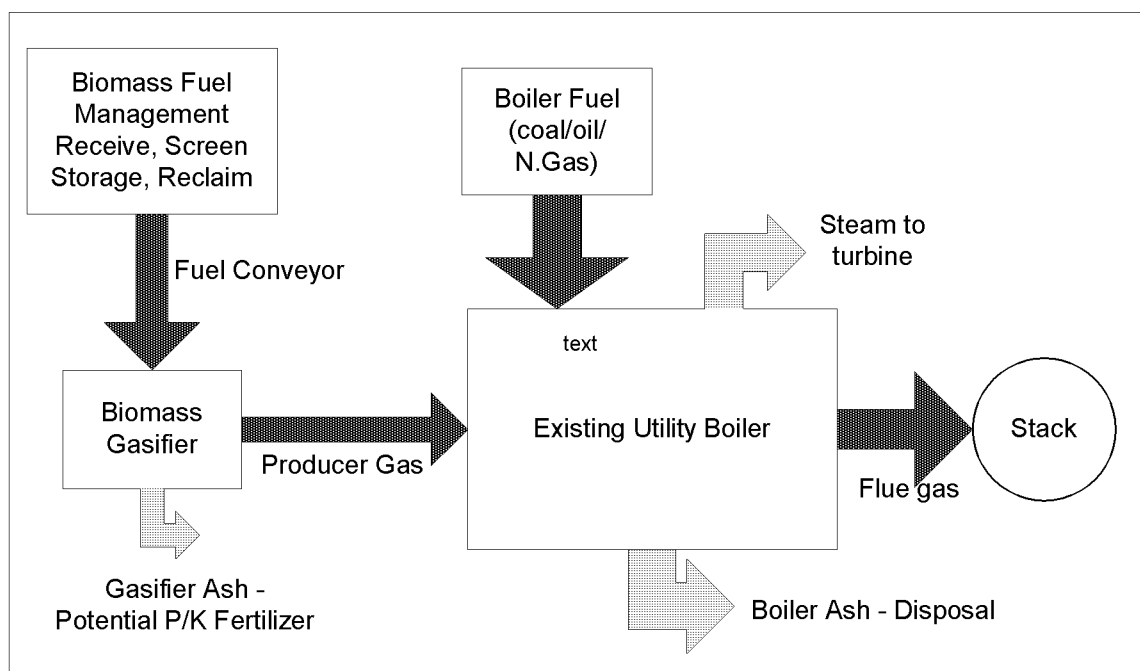 Biomass Fuel
Management
Receive, Screen
Storage, Reclaim
Boiler Fuel
(coal/oil/
N.Gas)
Steam to
turbine
Fuel Conveyor
text
Biomass
Gasifier
Producer Gas
Existing Utility Boiler
Flue gas
Stack
Gasifier Ash -
Potential P/K Fertilizer
Boiler Ash - Disposal